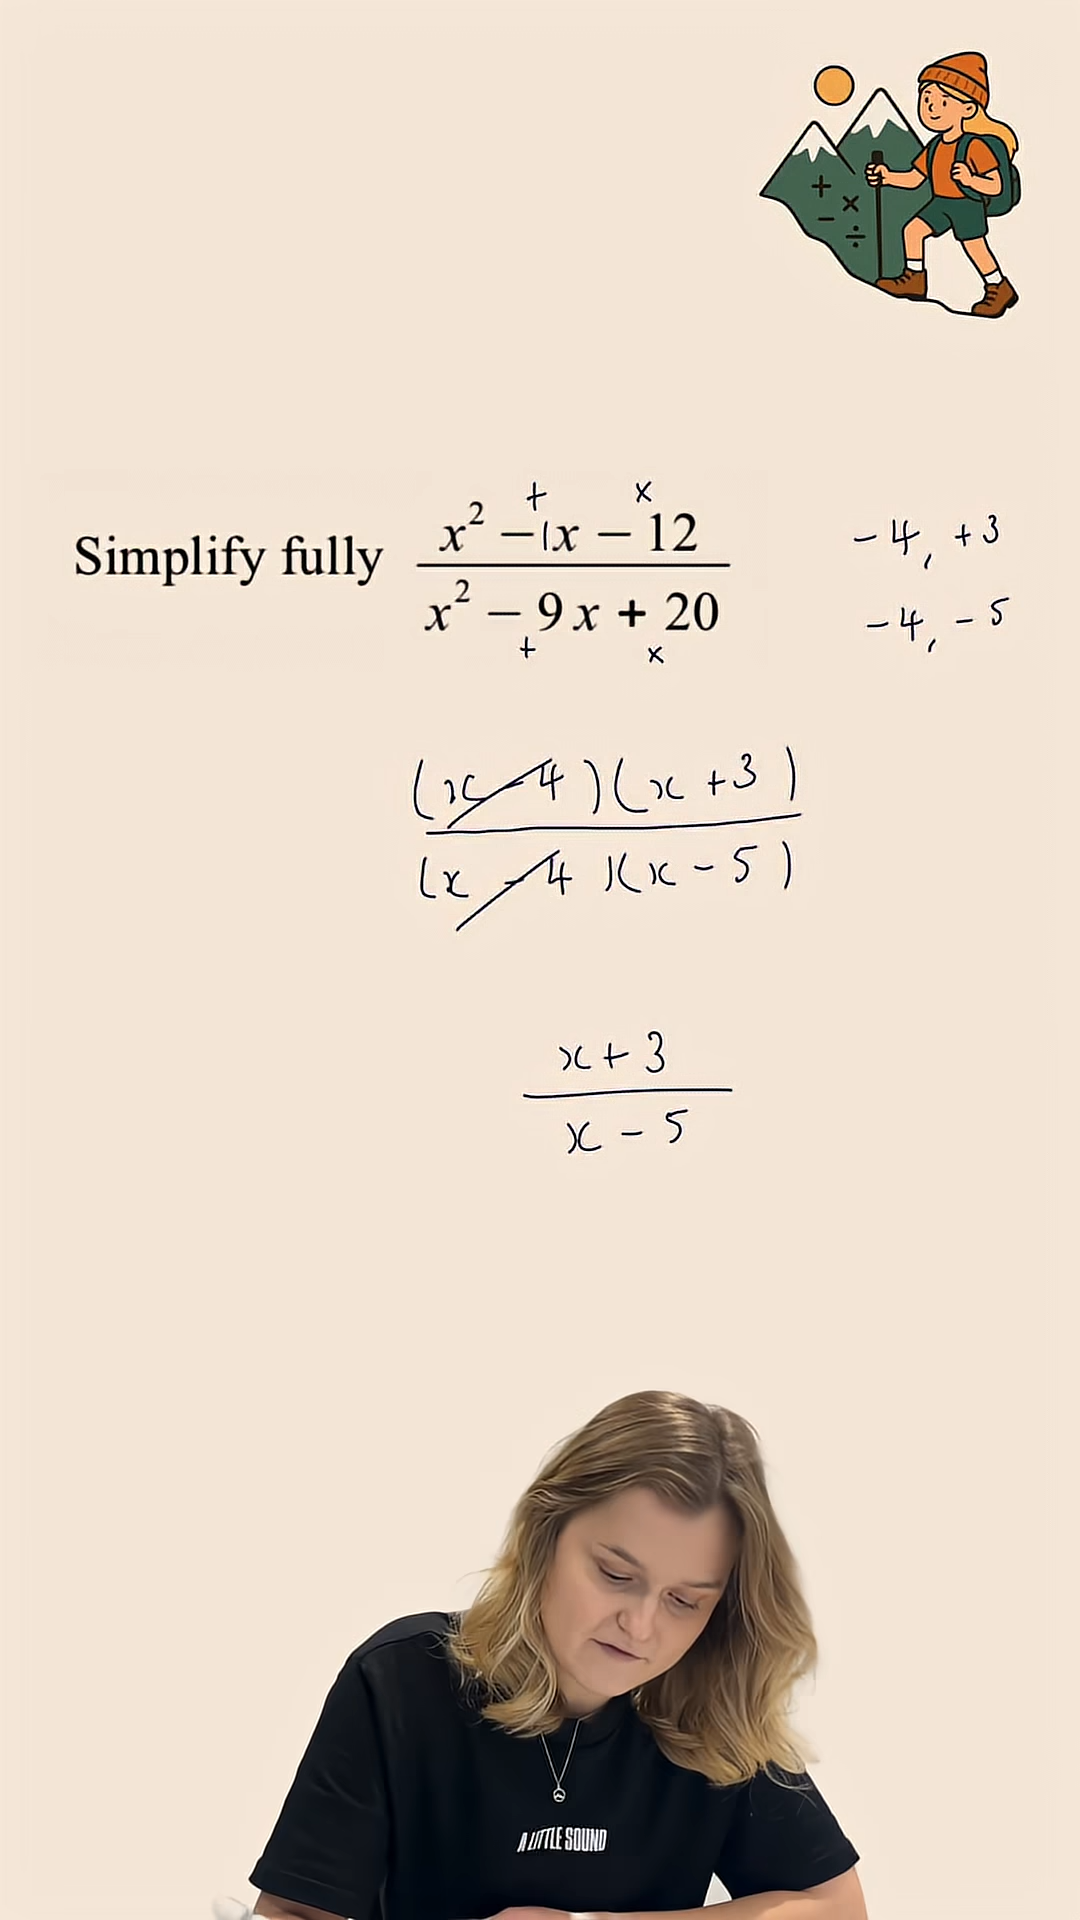 + × - ÷
+ x
Simplify fully (x² - 1x - 12)/(x² - 9x + 20)
+ x
-4, +3
-4, -5
(x-4)(x+3)
(x-4)(x-5)
x+3
x-5
A LITTLE SOUND